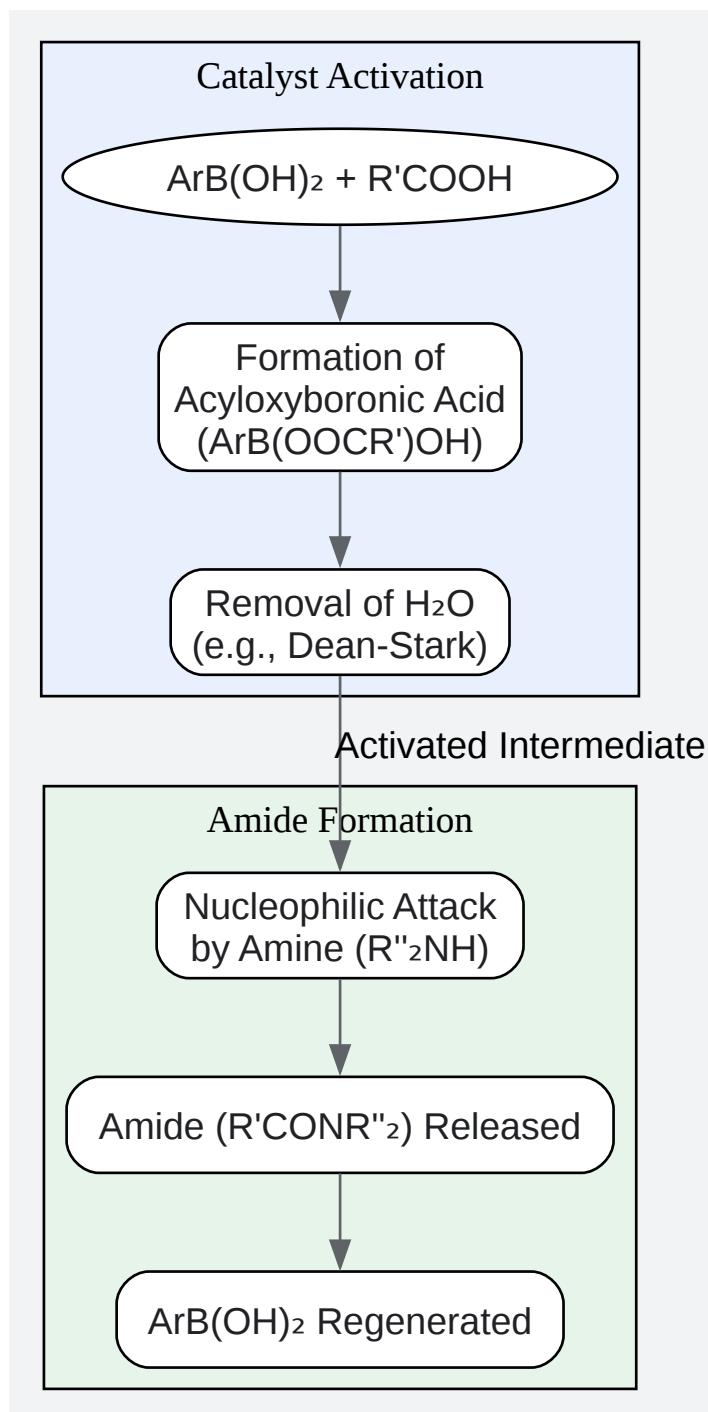 Catalyst Activation
ArB(OH)₂ + R'COOH
Formation of
Acyloxyboronic Acid
(ArB(OOCR')OH)
Removal of H₂O
(e.g., Dean-Stark)
Activated Intermediate
Amide Formation
Nucleophilic Attack
by Amine (R''₂NH)
Amide (R'CONR''₂) Released
ArB(OH)₂ Regenerated